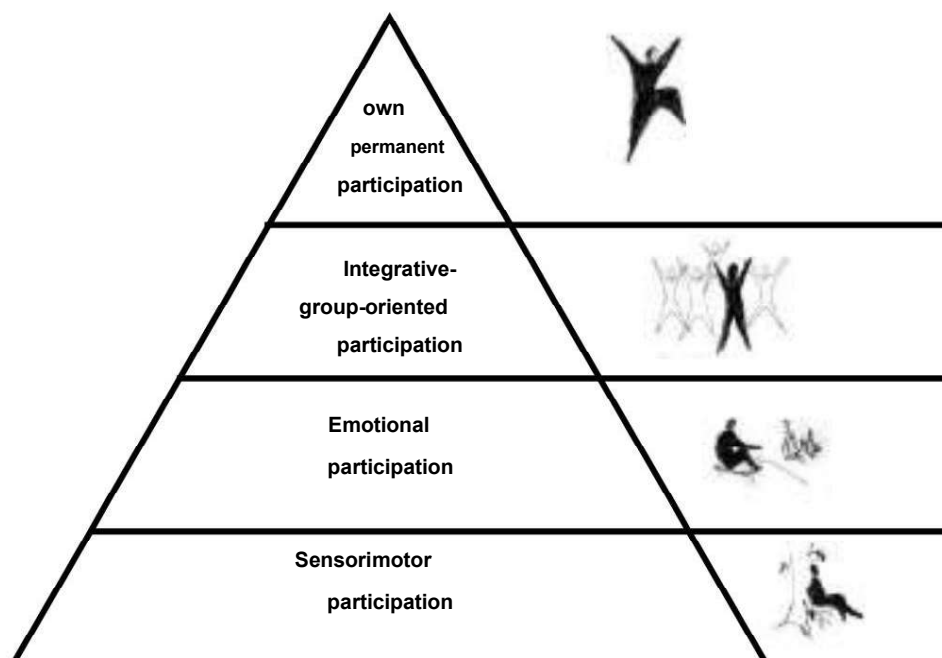 own
permanent
participation
Integrative-
group-oriented
participation
Emotional
participation
Sensorimotor
participation